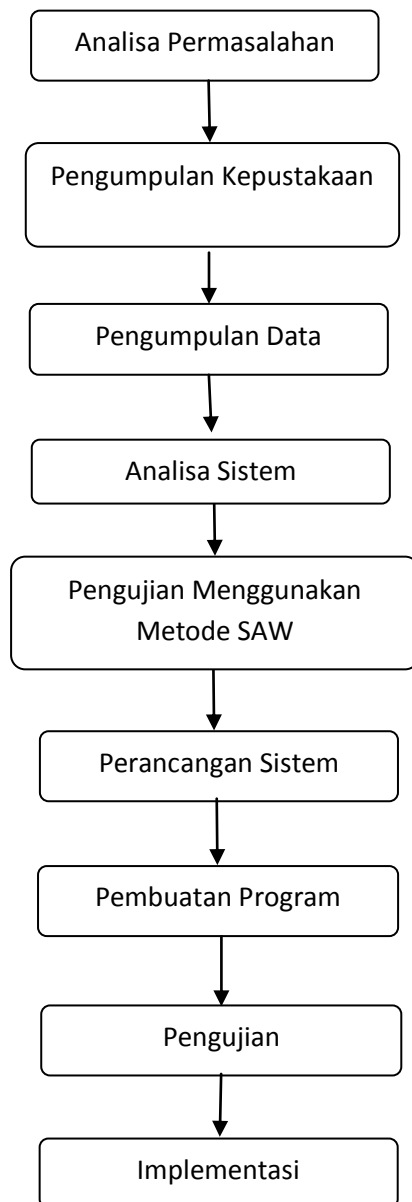 Analisa Permasalahan
Pengumpulan Kepustakaan
Pengumpulan Data
Analisa Sistem
Pengujian Menggunakan
Metode SAW
Perancangan Sistem
Pembuatan Program
Pengujian
Implementasi